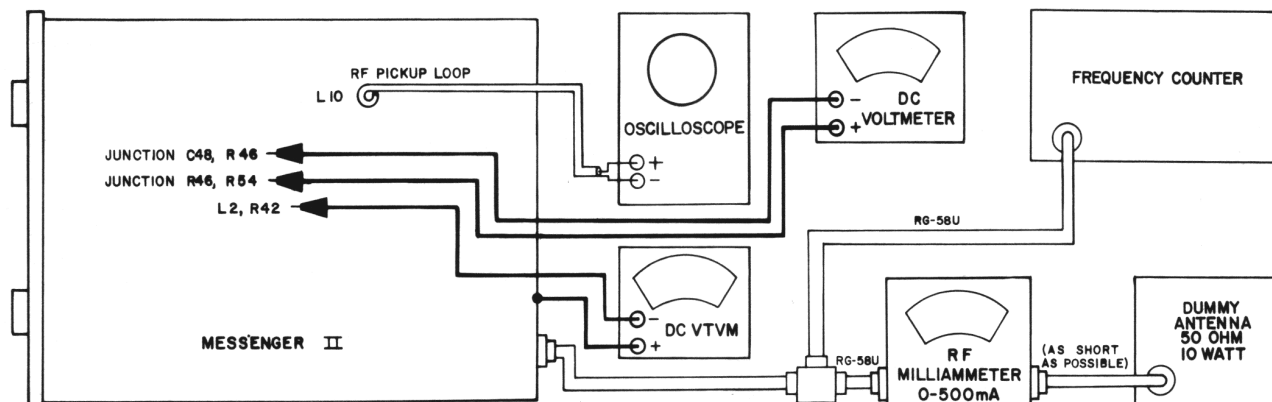 RF PICKUP LOOP
L10
JUNCTION C48, R46
JUNCTION R46, R54
L2, R42
MESSENGER II
OSCILLOSCOPE
+
-
-
+
DC
VOLTMETER
FREQUENCY COUNTER
RG-58U
-
+
DC VTVM
RG-58U
RF
MILLIAMMETER
0-500mA
(AS SHORT
AS POSSIBLE)
DUMMY
ANTENNA
50 OHM
10 WATT